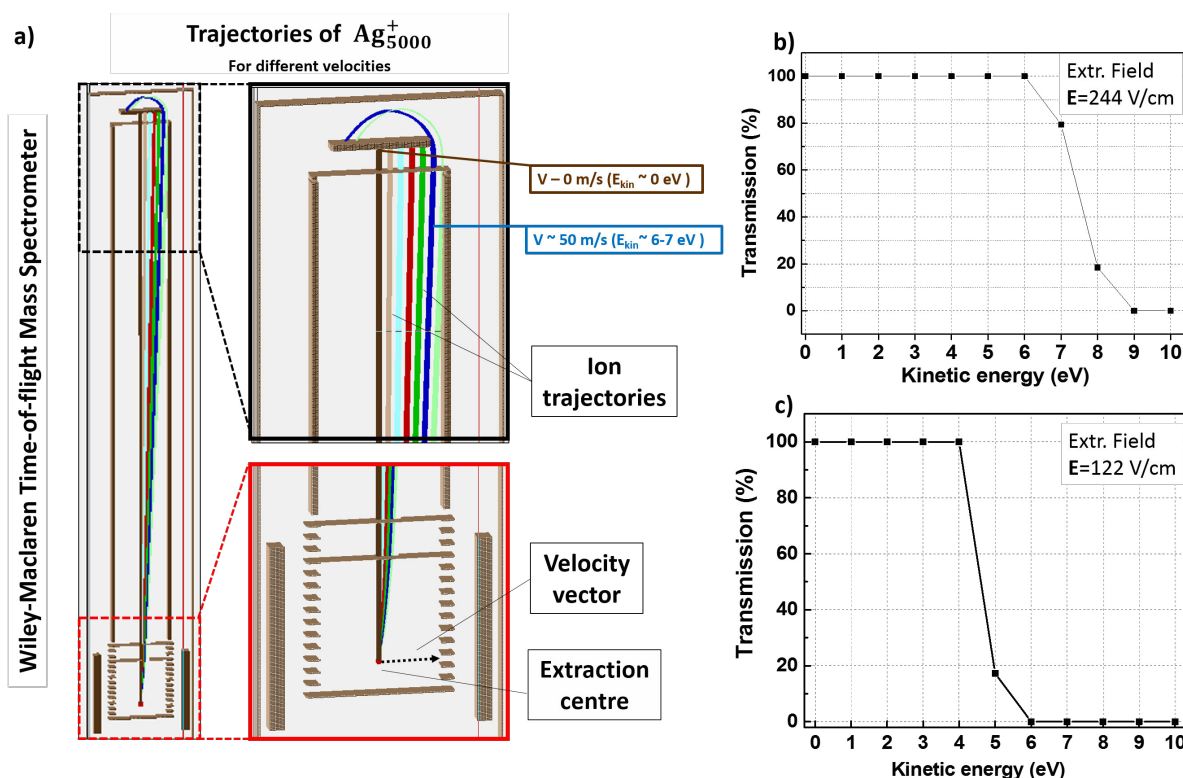 a)
Trajectories of Ag⁺₅₀₀₀
For different velocities
Wiley-Macladren Time-of-flight Mass Spectrometer
V – 0 m/s (Eₖᵢₙ ~ 0 eV )
V ~ 50 m/s (Eₖᵢₙ~ 6-7 eV )
Ion
trajectories
Velocity
vector
Extraction
centre
b)
Transmission (%)
100
80
60
40
20
0
Extr. Field
E=244 V/cm
0 1 2 3 4 5 6 7 8 9 10
Kinetic energy (eV)
c)
Transmission (%)
100
80
60
40
20
0
Extr. Field
E=122 V/cm
0 1 2 3 4 5 6 7 8 9 10
Kinetic energy (eV)